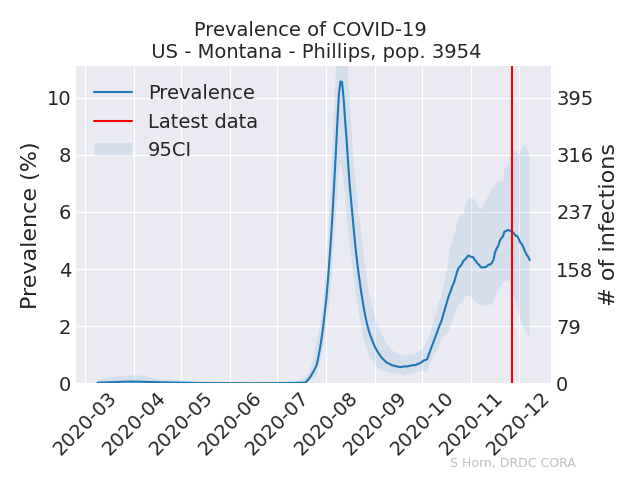 Prevalence of COVID-19
US - Montana - Phillips, pop. 3954
Prevalence
Latest data
95CI
Prevalence (%)
10
8
6
4
2
0
395
316
237
158
79
0
# of infections
2020-03
2020-04
2020-05
2020-06
2020-07
2020-08
2020-09
2020-10
2020-11
2020-12
S Horn, DRDC CORA